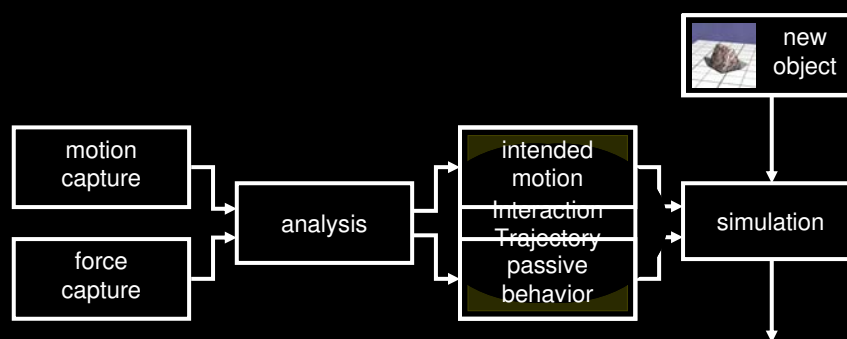 new
object
motion
capture
intended
motion
analysis
Interaction
Trajectory
simulation
force
capture
passive
behavior